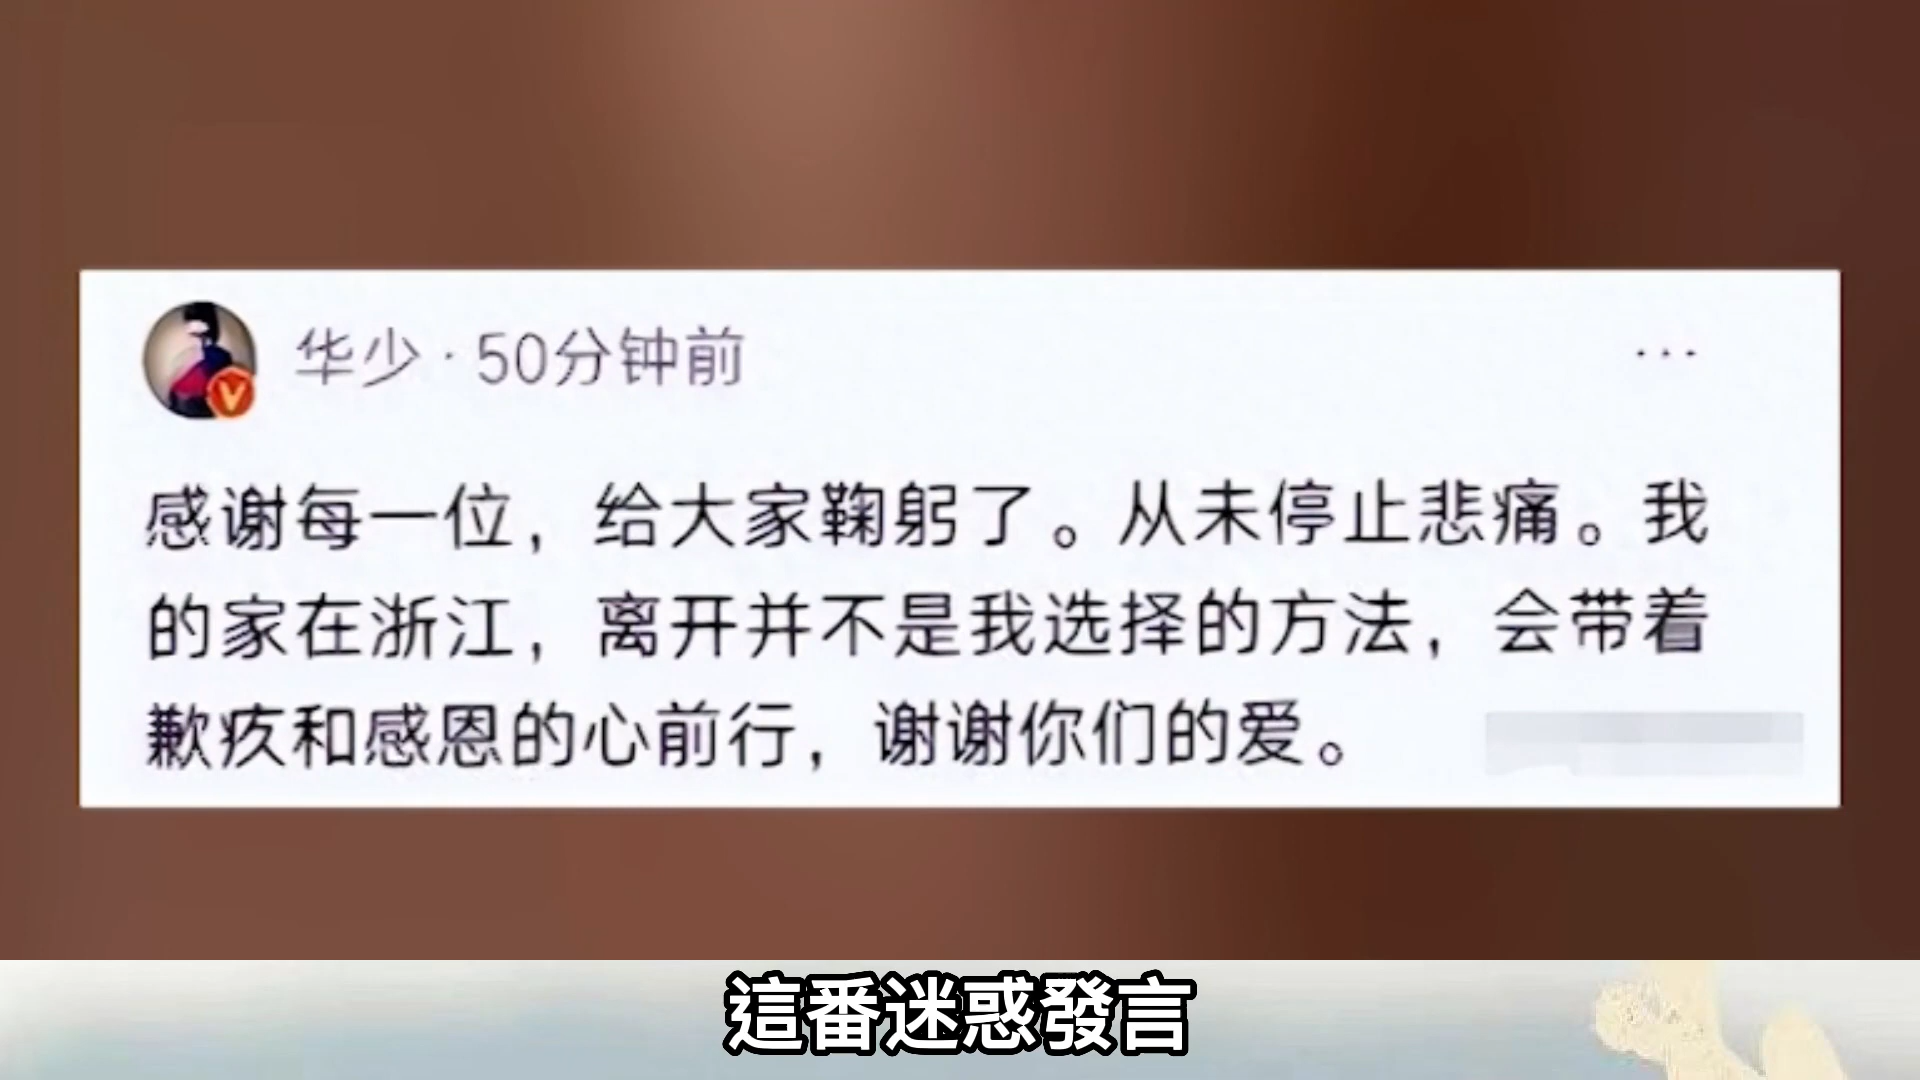 华少·50分钟前
感谢每一位，给大家鞠躬了。从未停止悲痛。我
的家在浙江，离开并不是我选择的方法，会带着
歉疚和感恩的心前行，谢谢你们的爱。
這番迷惑發言